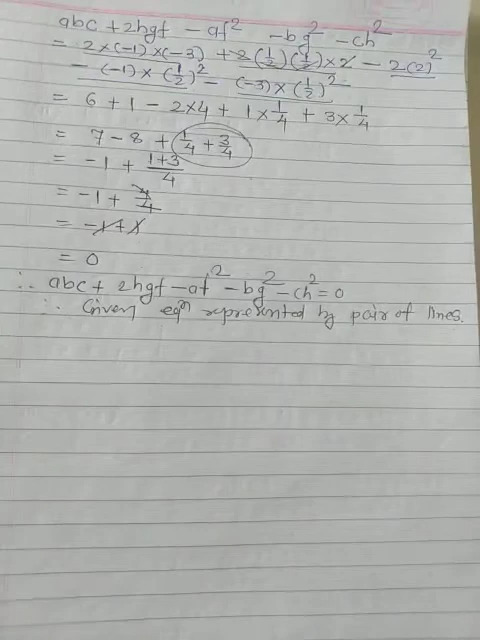 abc + 2hgf - af² - bg² - ch²
= 2×(-1)×(-3) + 2(1/2)(1/2)×2 - 2(2)²
- (-1)×(1/2)² - (-3)×(1/2)²
= 6 + 1 - 2×4 + 1×1/4 + 3×1/4
= 7 - 8 + 1/4 + 3/4
= -1 + (1+3)/4
= -1 + 4/4
= -1 + 1
= 0
∴ abc + 2hgf - af² - bg² - ch² = 0
∴ Given eqn represented by pair of lines.